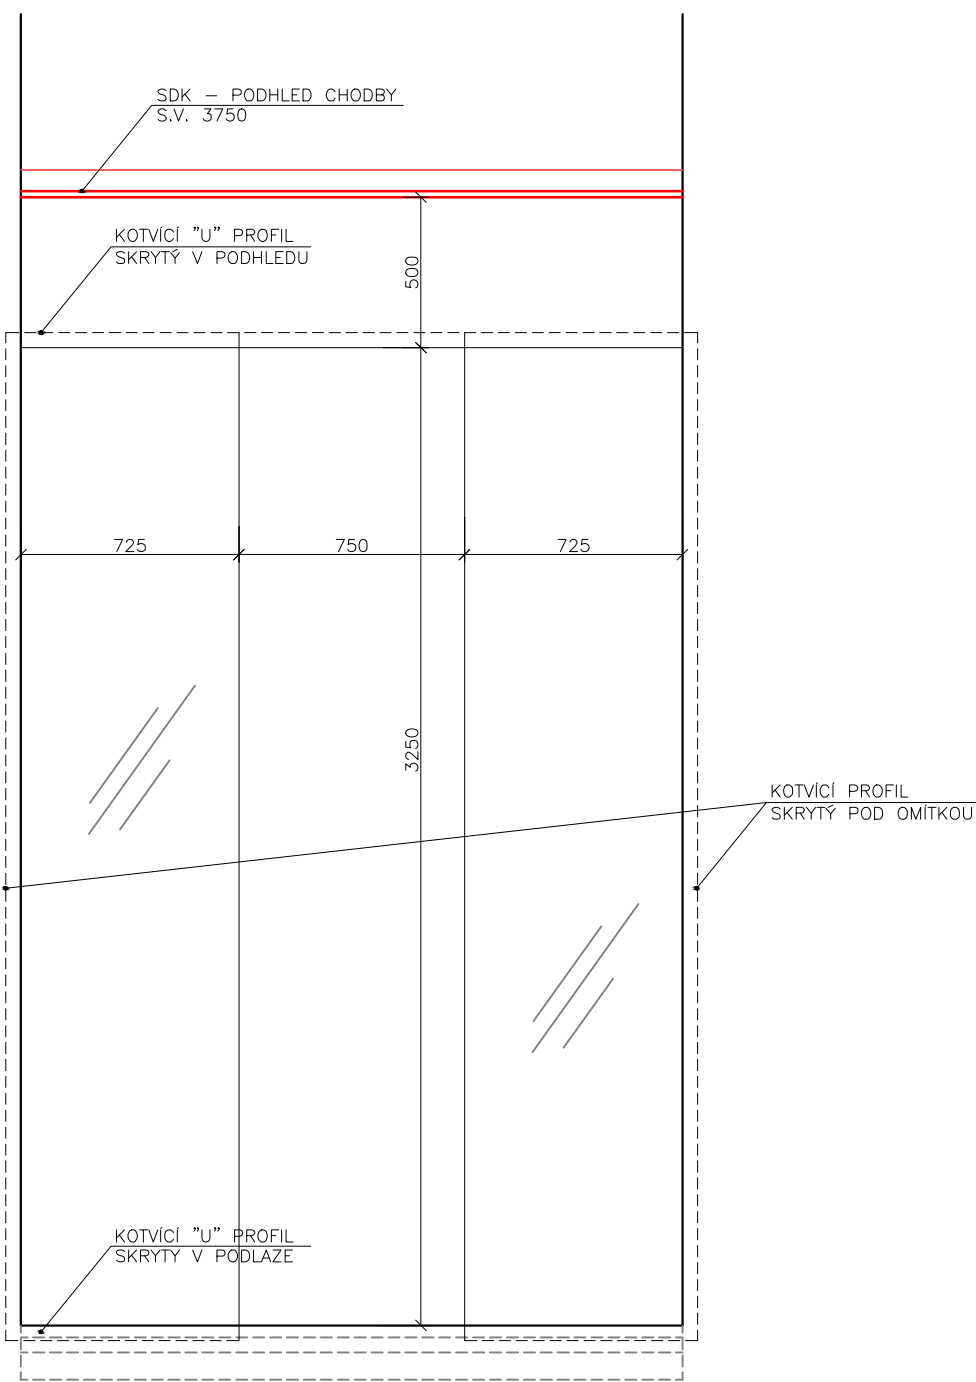 SDK – PODHLED CHODBY
S.V. 3750
KOTVÍCÍ "U" PROFIL
SKRYTÝ V PODHLEDU
500
725
750
725
3250
KOTVÍCÍ PROFIL
SKRYTÝ POD OMÍTKOU
KOTVÍCÍ "U" PROFIL
SKRYTY V PODLAZE